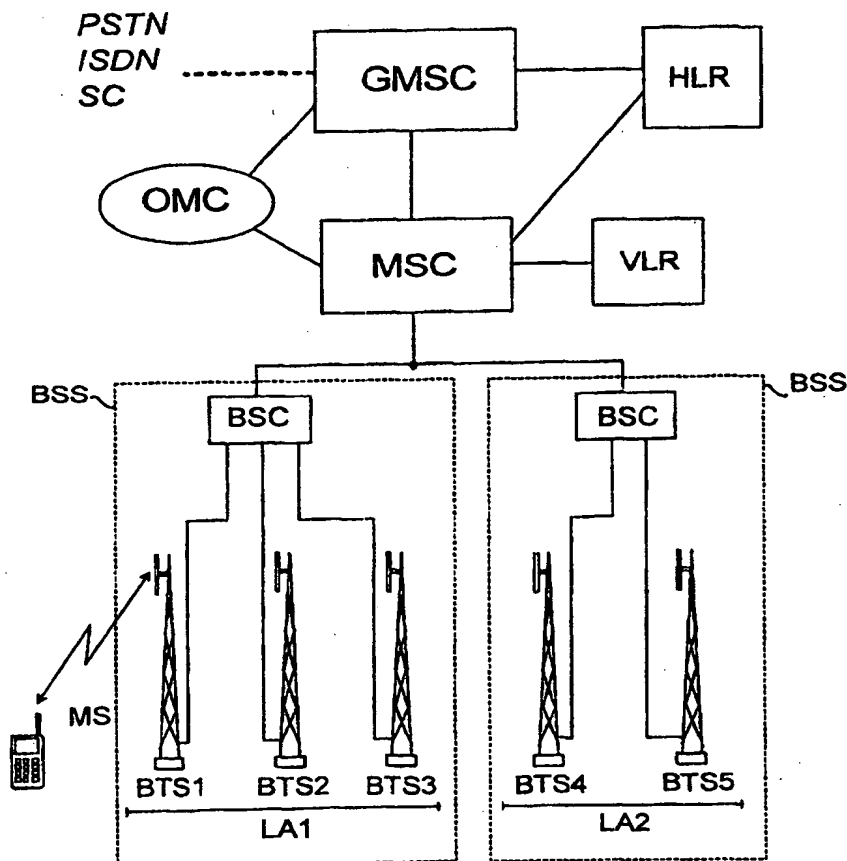 PSTN
ISDN
SC
GMSC
HLR
OMC
MSC
VLR
BSS
BSS
BSC
BSC
MS
BTS1
BTS2
BTS3
BTS4
BTS5
LA1
LA2